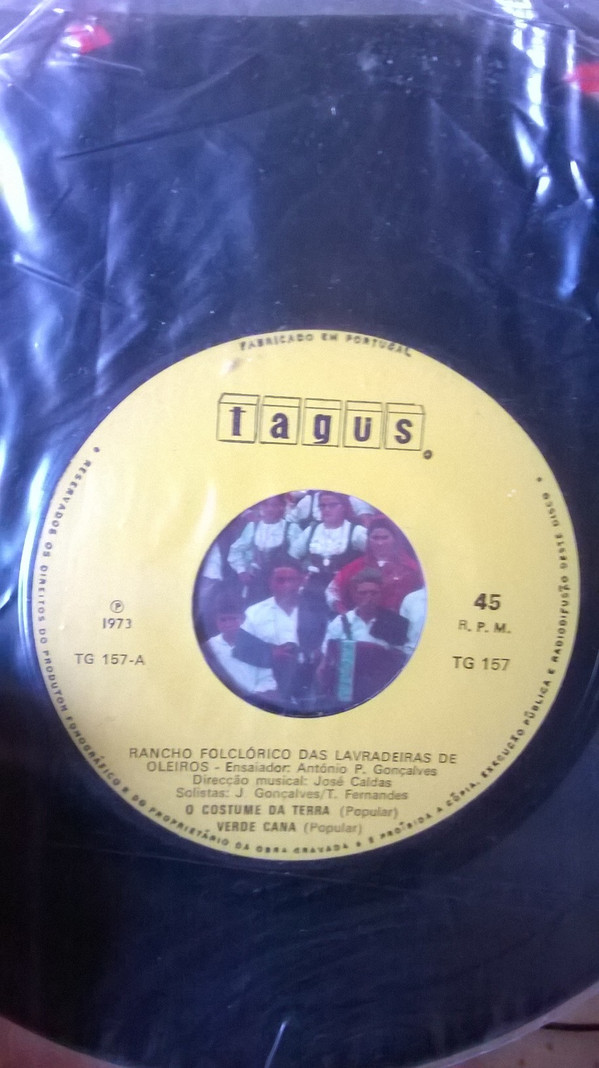 FABRICADO EM PORTUGAL
tagus
℗
1973
TG 157-A
45
R. P. M.
TG 157
RANCHO FOLCLÓRICO DAS LAVRADEIRAS DE
OLEIROS - Ensaiador: António P. Gonçalves
Direcção musical: José Caldas
Solistas: J. Gonçalves/T. Fernandes
O COSTUME DA TERRA (Popular)
VERDE CANA (Popular)
• RESERVADOS OS DIREITOS DO PRODUTOR FONOGRÁFICO E DO PROPRIETÁRIO DA OBRA GRAVADA • É PROÍBIDA A CÓPIA, EXECUÇÃO PÚBLICA E RADIODIFUSÃO DESTE DISCO •